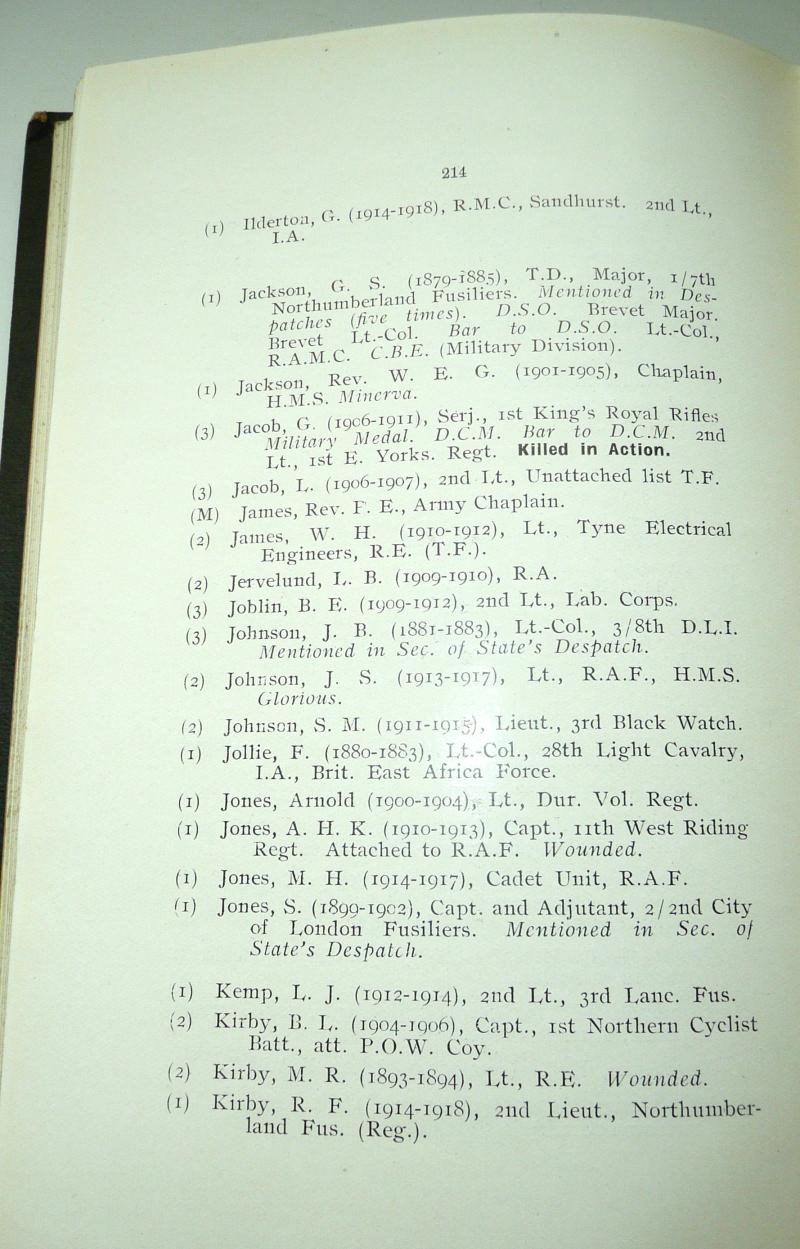 214
(1) Ilderton, G. (1914-1918), R.M.C., Sandhurst. 2nd Lt.,
I.A.
(1) Jackson, G. S. (1879-1885), T.D., Major, 1/7th
Northumberland Fusiliers. Mentioned in Des-
patches (five times). D.S.O. Brevet Major.
Brevet Lt.-Col. Bar to D.S.O. Lt.-Col.,
R.A.M.C. C.B.E. (Military Division).
(1) Jackson, Rev. W. E. G. (1901-1905), Chaplain,
H.M.S. Minerva.
(3) Jacob, G. (1906-1911), Serj., 1st King's Royal Rifles
Military Medal. D.C.M. Bar to D.C.M. 2nd
Lt. 1st E. Yorks. Regt. Killed in Action.
(3) Jacob, L. (1906-1907), 2nd Lt., Unattached list T.F.
(M) James, Rev. F. E., Army Chaplain.
(2) James, W. H. (1910-1912), Lt., Tyne Electrical
Engineers, R.E. (T.F.).
(2) Jervelund, L. B. (1909-1910), R.A.
(3) Joblin, B. E. (1909-1912), 2nd Lt., Lab. Corps.
(3) Johnson, J. B. (1881-1883), Lt.-Col., 3/8th D.L.I.
Mentioned in Sec. of State's Despatch.
(2) Johnson, J. S. (1913-1917), Lt., R.A.F., H.M.S.
Glorious.
(2) Johnson, S. M. (1911-1915), Lieut., 3rd Black Watch.
(1) Jollie, F. (1880-1883), Lt.-Col., 28th Light Cavalry,
I.A., Brit. East Africa Force.
(1) Jones, Arnold (1900-1904), Lt., Dur. Vol. Regt.
(1) Jones, A. H. K. (1910-1913), Capt., 11th West Riding
Regt. Attached to R.A.F. Wounded.
(1) Jones, M. H. (1914-1917), Cadet Unit, R.A.F.
(1) Jones, S. (1899-1902), Capt. and Adjutant, 2/2nd City
of London Fusiliers. Mentioned in Sec. of
State's Despatch.
(1) Kemp, L. J. (1912-1914), 2nd Lt., 3rd Lanc. Fus.
(2) Kirby, B. L. (1904-1906), Capt., 1st Northern Cyclist
Batt., att. P.O.W. Coy.
(2) Kirby, M. R. (1893-1894), Lt., R.E. Wounded.
(1) Kirby, R. F. (1914-1918), 2nd Lieut., Northumber-
land Fus. (Reg.).